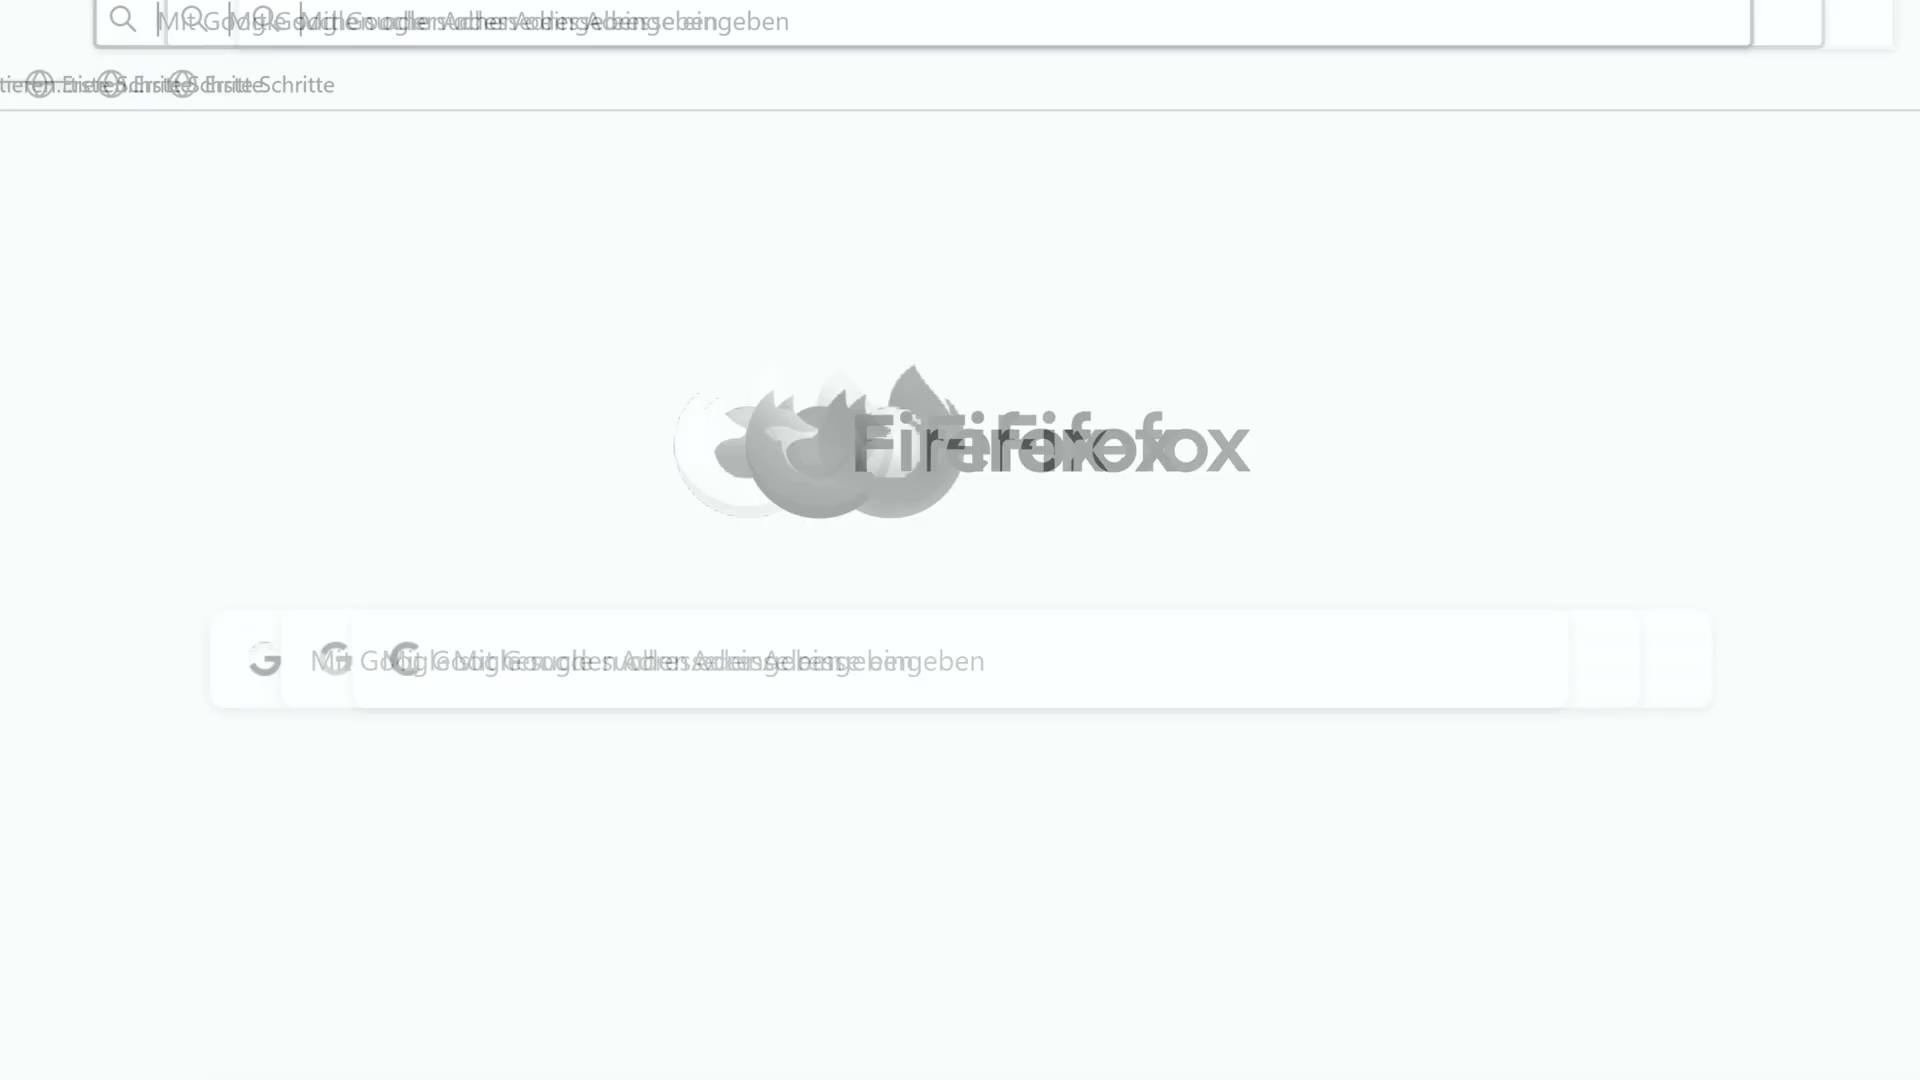 Mit Google suchen oder Adresse eingeben
Erste Schritte
Firefox
Mit Google suchen oder Adresse eingeben